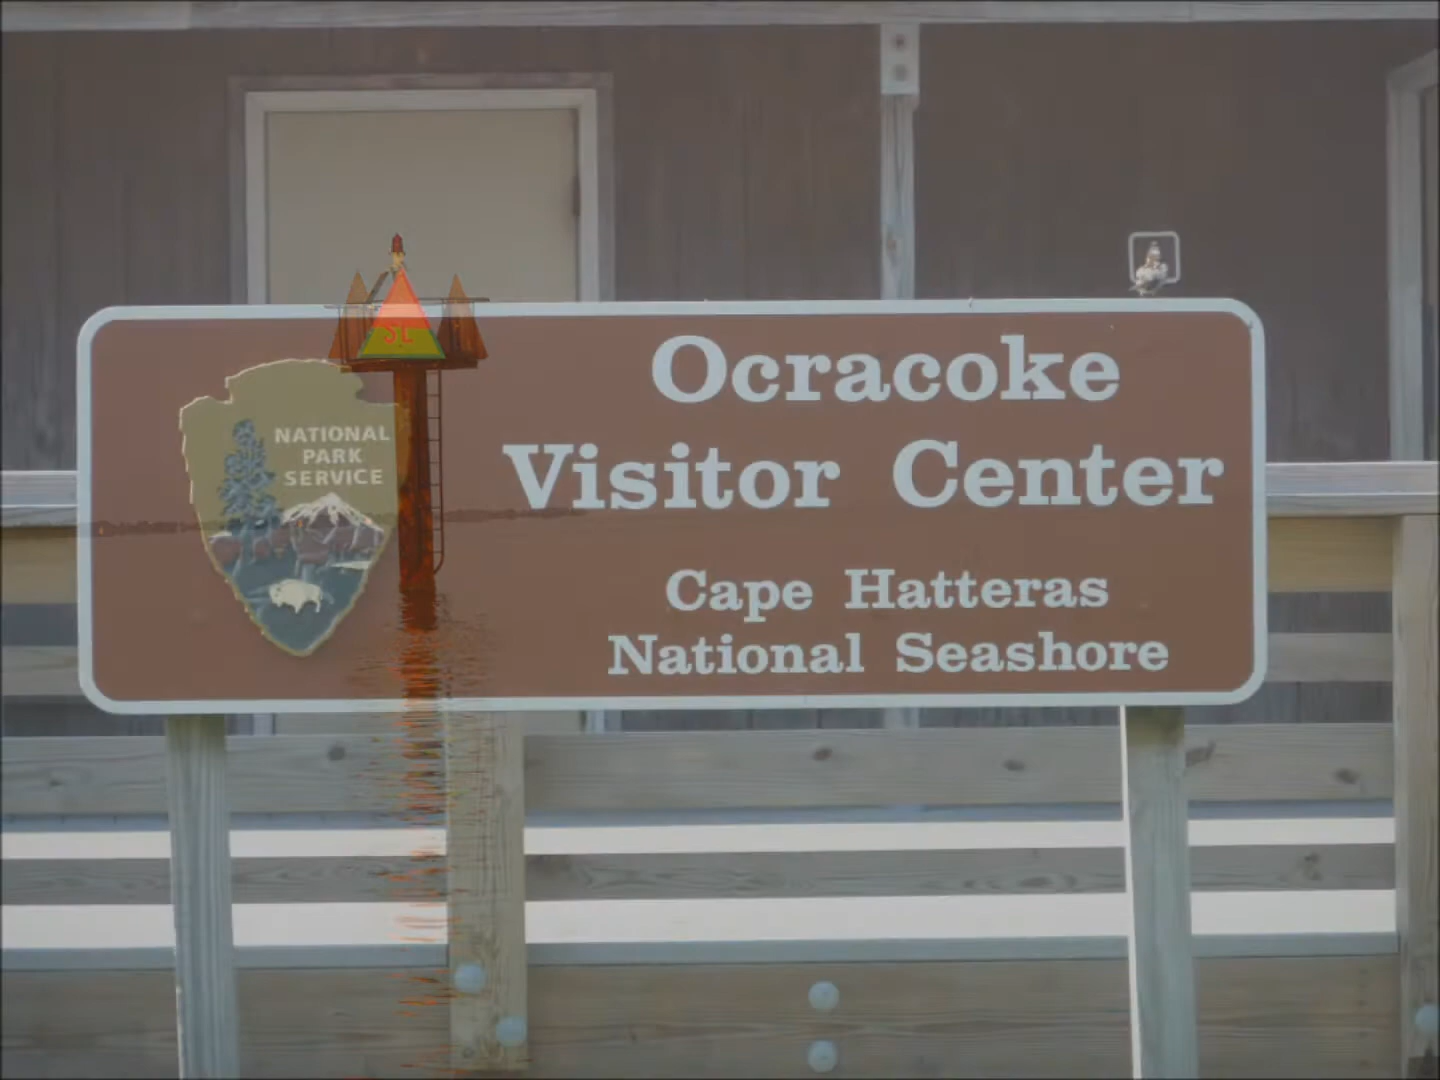 NATIONAL
PARK
SERVICE
Ocracoke
Visitor Center
Cape Hatteras
National Seashore